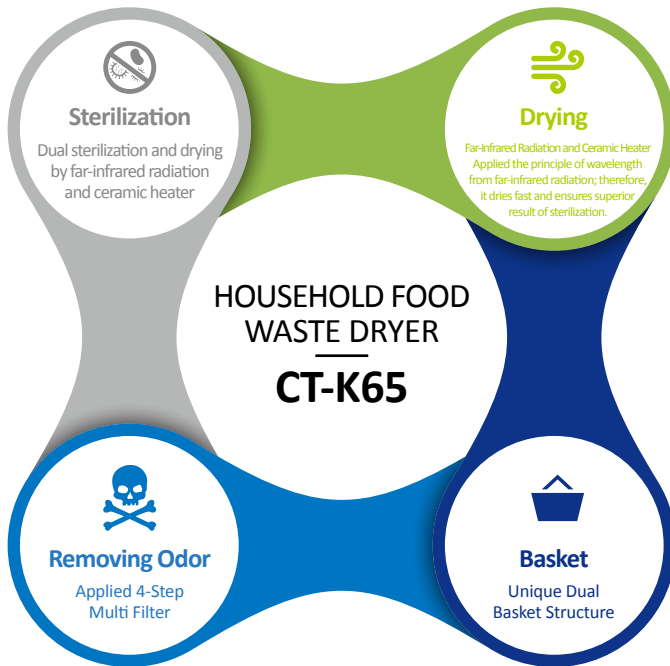 Sterilization
Dual sterilization and drying
by far-infrared radiation
and ceramic heater
Drying
Far-Infrared Radiation and Ceramic Heater
Applied the principle of wavelength
from far-infrared radiation; therefore,
it dries fast and ensures superior
result of sterilization.
HOUSEHOLD FOOD
WASTE DRYER
CT-K65
Removing Odor
Applied 4-Step
Multi Filter
Basket
Unique Dual
Basket Structure